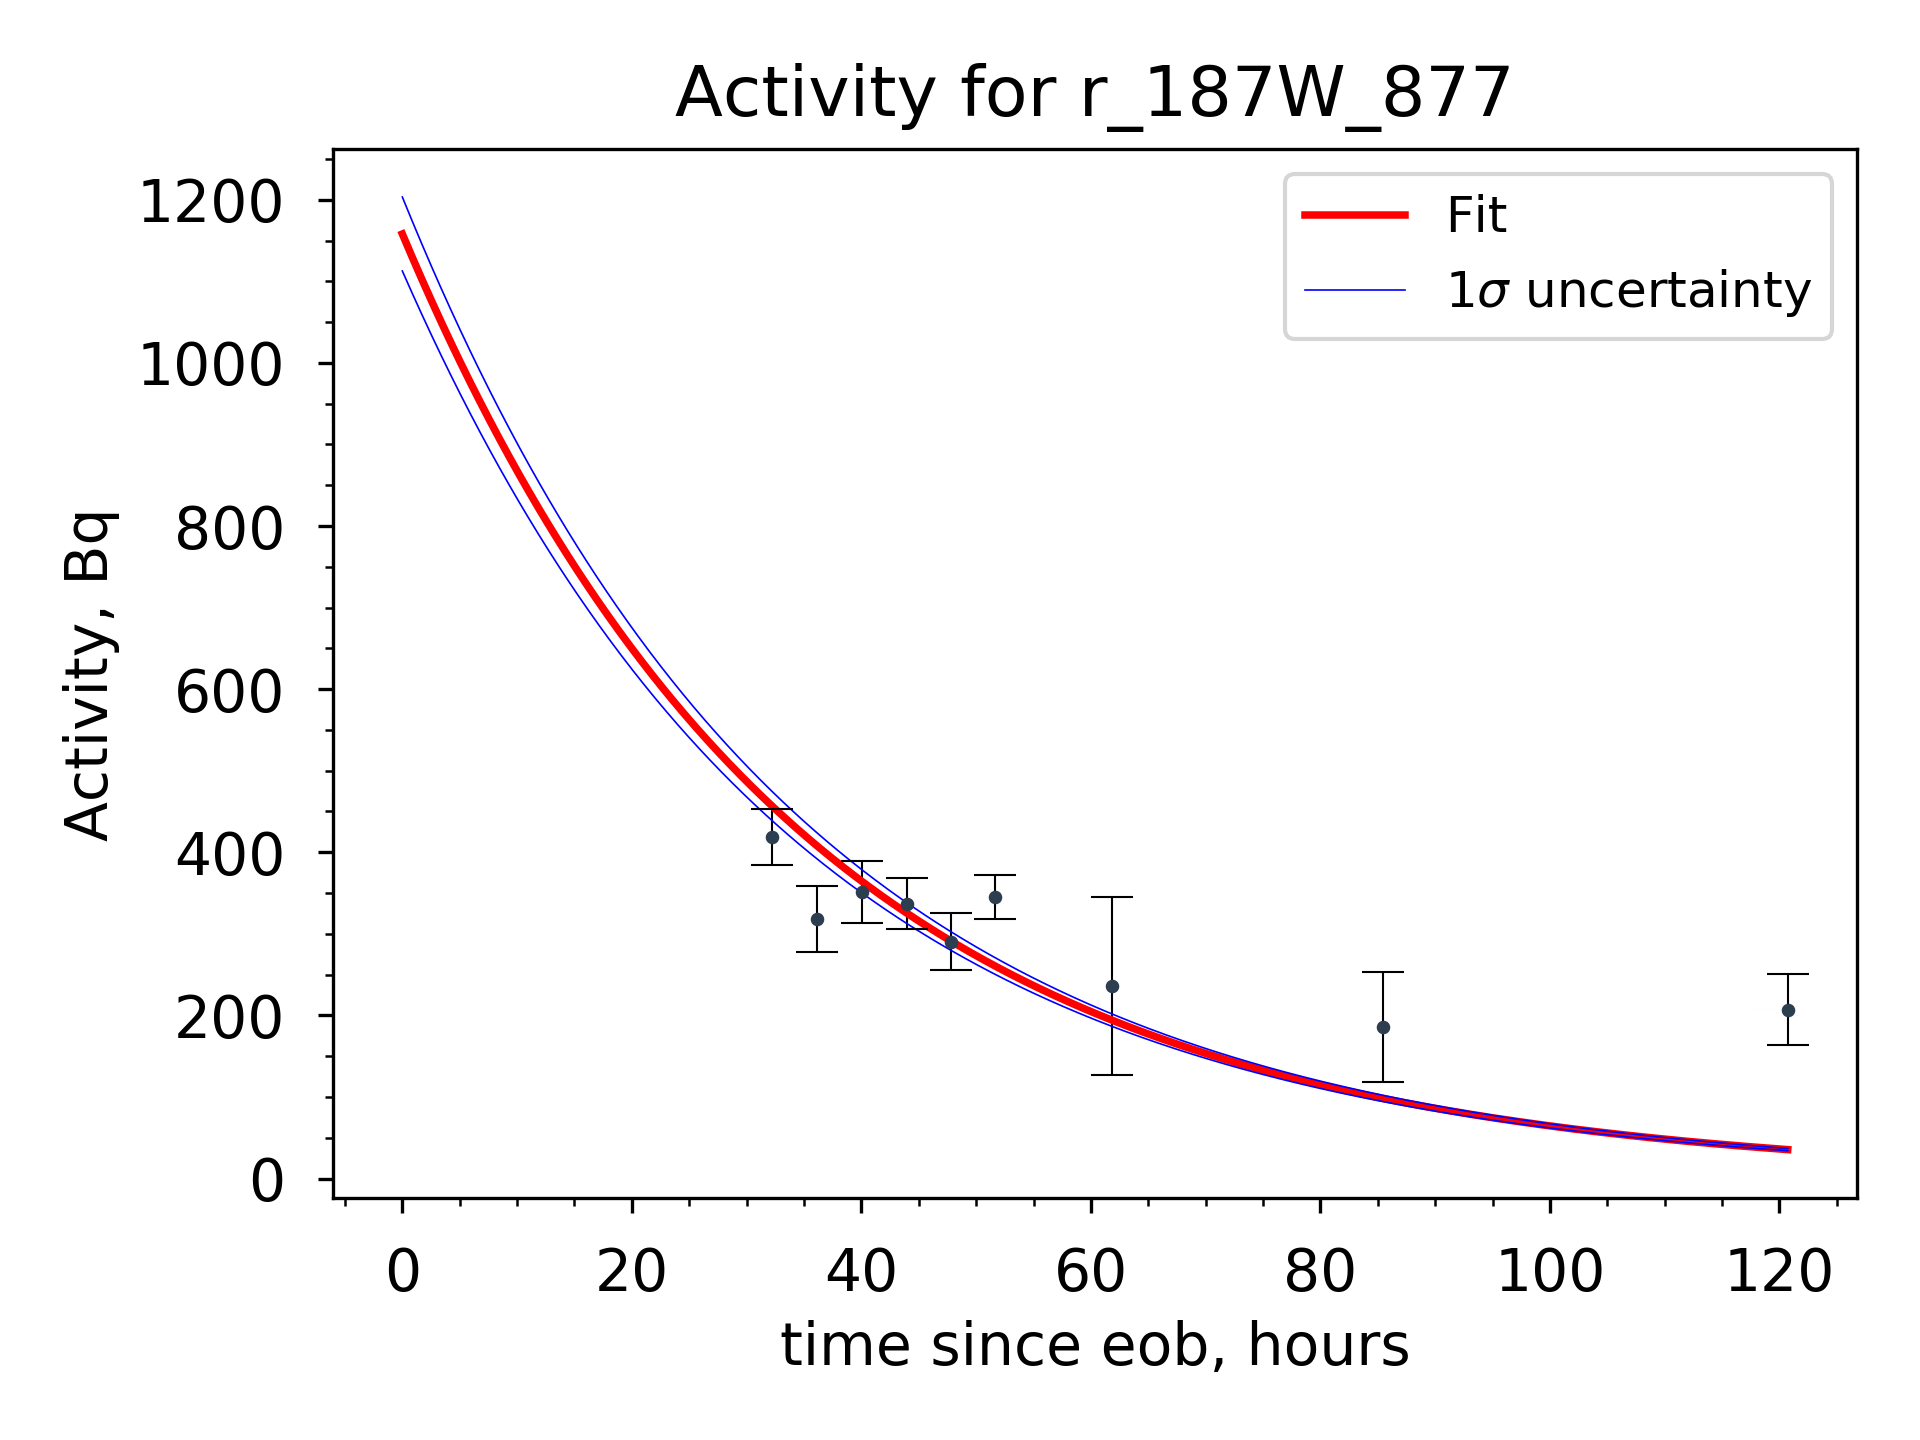 Activity for r_187W_877
Fit
1σ uncertainty
Activity, Bq
1200
1000
800
600
400
200
0
0 20 40 60 80 100 120
time since eob, hours